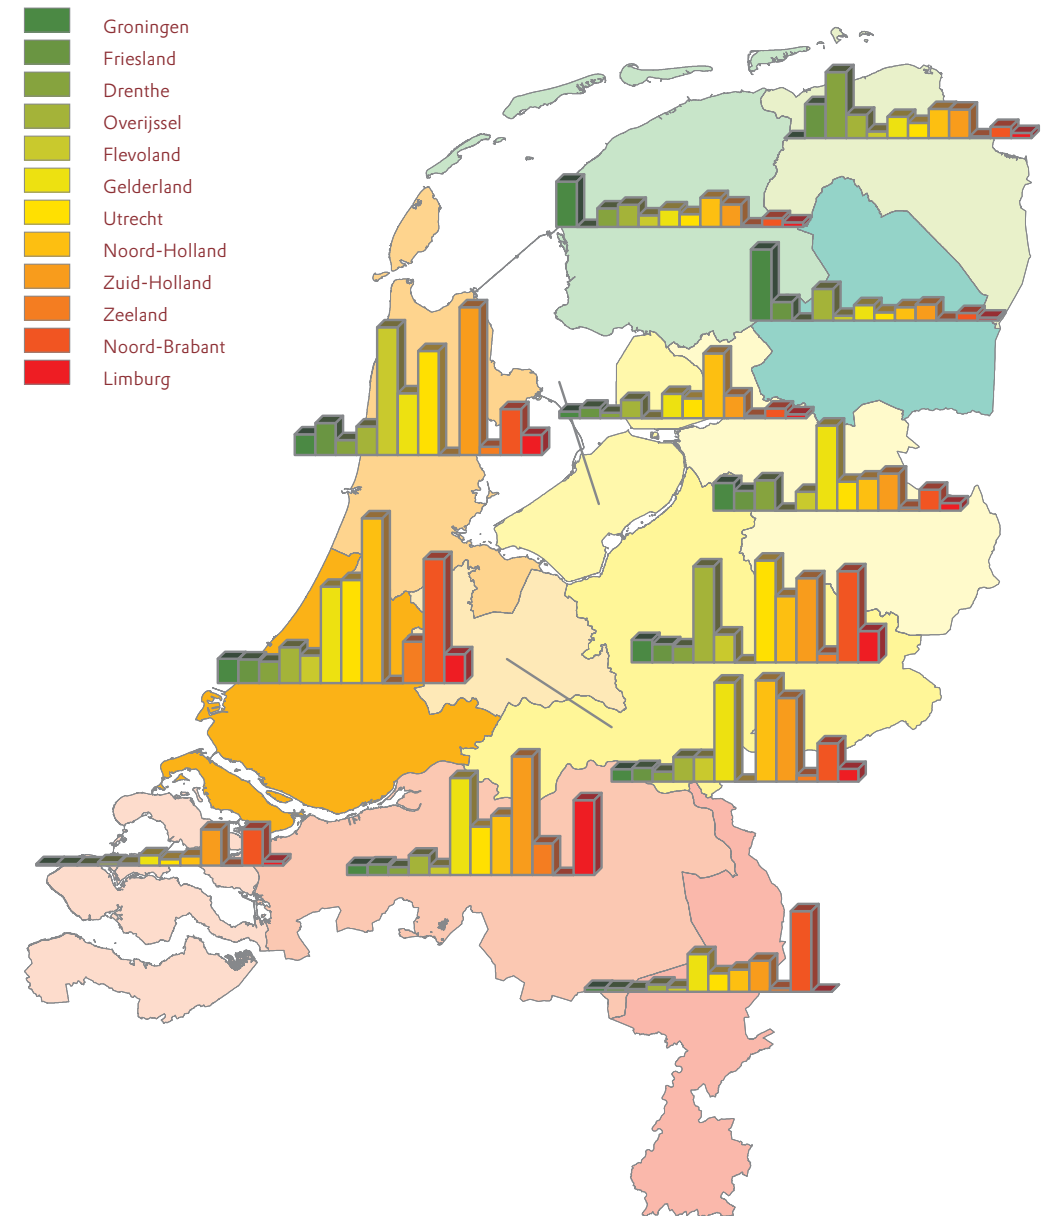 Groningen
Friesland
Drenthe
Overijssel
Flevoland
Gelderland
Utrecht
Noord-Holland
Zuid-Holland
Zeeland
Noord-Brabant
Limburg